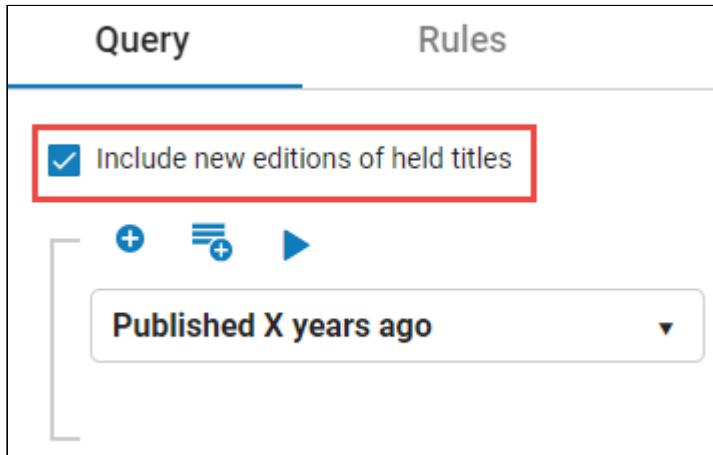 Query Rules
Include new editions of held titles
Published X years ago